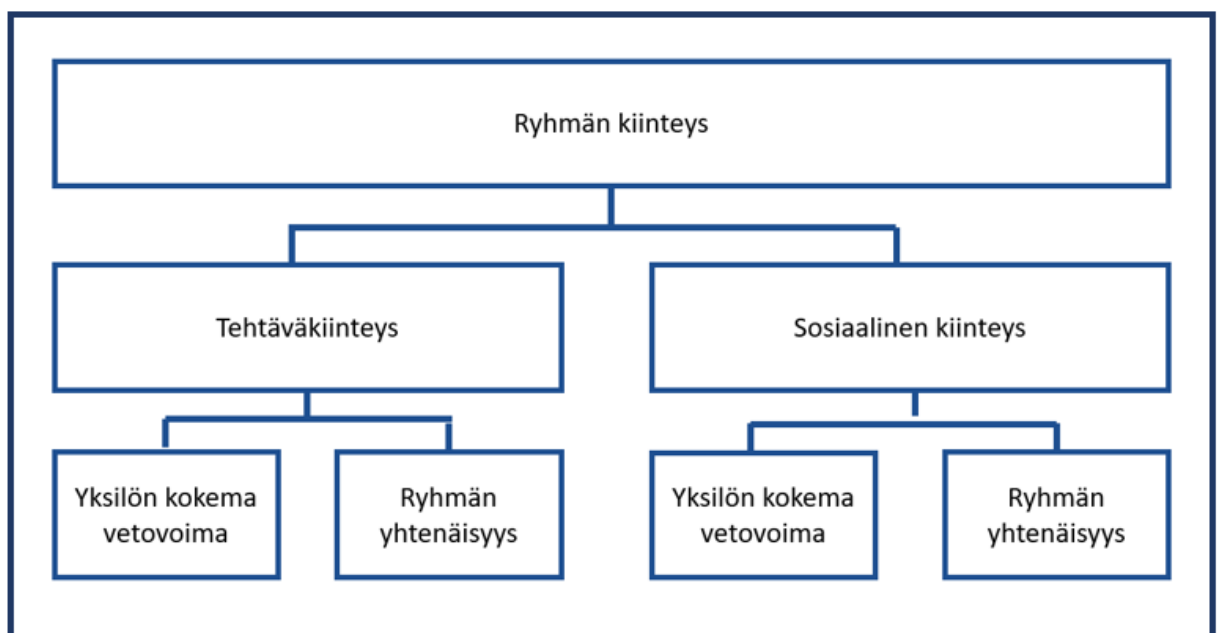 Ryhmän kiinteys
Tehtäväkiinteys
Sosiaalinen kiinteys
Yksilön kokema
vetovoima
Ryhmän
yhtenäisyys
Yksilön kokema
vetovoima
Ryhmän
yhtenäisyys